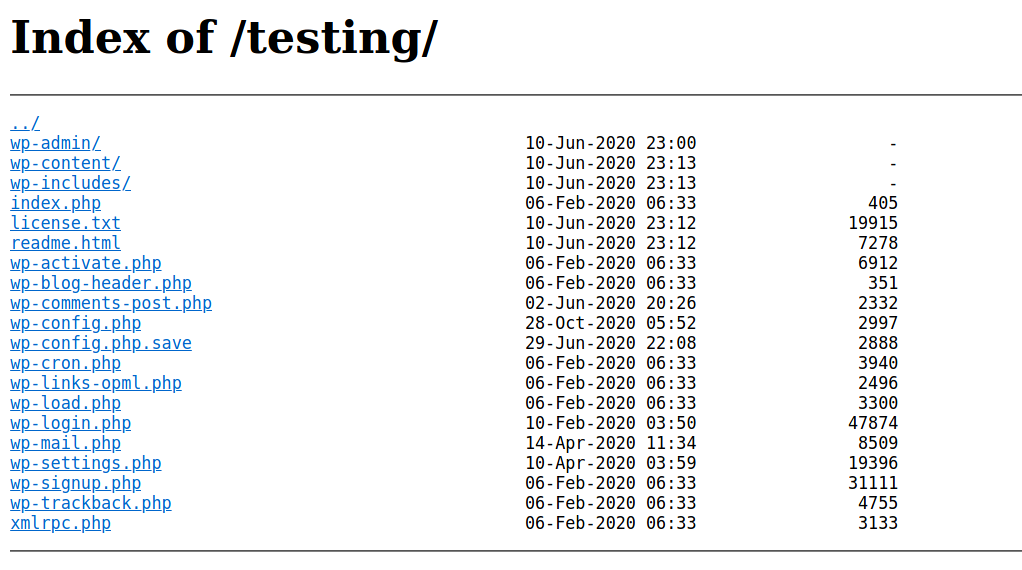 Index of /testing/
../
wp-admin/ 10-Jun-2020 23:00 -
wp-content/ 10-Jun-2020 23:13 -
wp-includes/ 10-Jun-2020 23:13 -
index.php 06-Feb-2020 06:33 405
license.txt 10-Jun-2020 23:12 19915
readme.html 10-Jun-2020 23:12 7278
wp-activate.php 06-Feb-2020 06:33 6912
wp-blog-header.php 06-Feb-2020 06:33 351
wp-comments-post.php 02-Jun-2020 20:26 2332
wp-config.php 28-Oct-2020 05:52 2997
wp-config.php.save 29-Jun-2020 22:08 2888
wp-cron.php 06-Feb-2020 06:33 3940
wp-links-opml.php 06-Feb-2020 06:33 2496
wp-load.php 06-Feb-2020 06:33 3300
wp-login.php 10-Feb-2020 03:50 47874
wp-mail.php 14-Apr-2020 11:34 8509
wp-settings.php 10-Apr-2020 03:59 19396
wp-signup.php 06-Feb-2020 06:33 31111
wp-trackback.php 06-Feb-2020 06:33 4755
xmlrpc.php 06-Feb-2020 06:33 3133